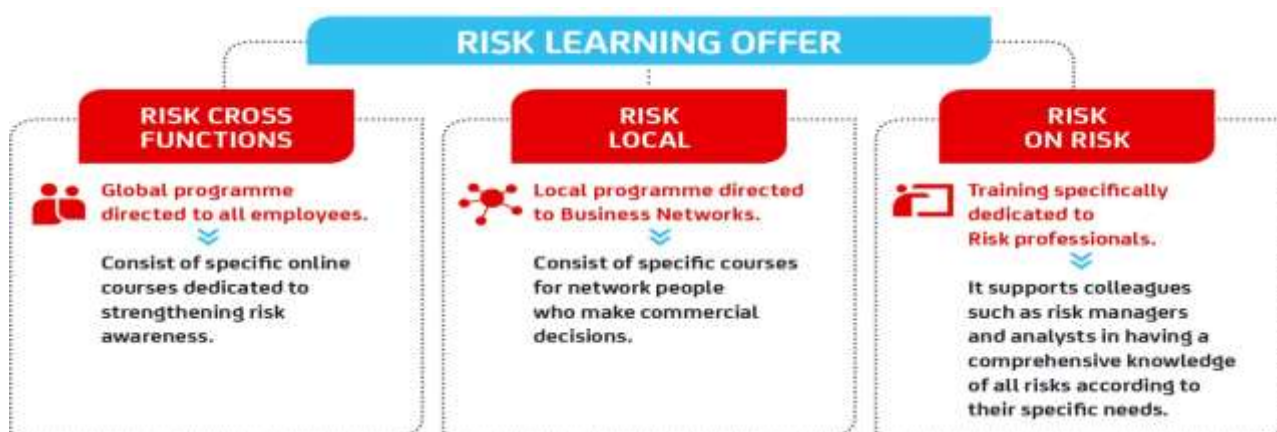 RISK LEARNING OFFER
RISK CROSS
FUNCTIONS
Global programme
directed to all employees.
Consist of specific online
courses dedicated to
strengthening risk
awareness.
RISK
LOCAL
Local programme directed
to Business Networks.
Consist of specific courses
for network people
who make commercial
decisions.
RISK
ON RISK
Training specifically
dedicated to
Risk professionals.
It supports colleagues
such as risk managers
and analysts in having a
comprehensive knowledge
of all risks according to
their specific needs.